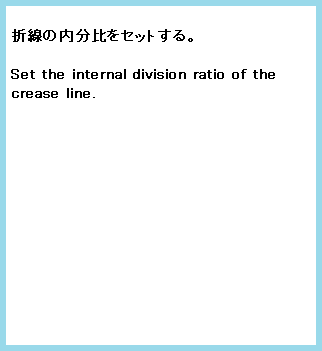 折線の内分比をセットする。
Set the internal division ratio of the
crease line.